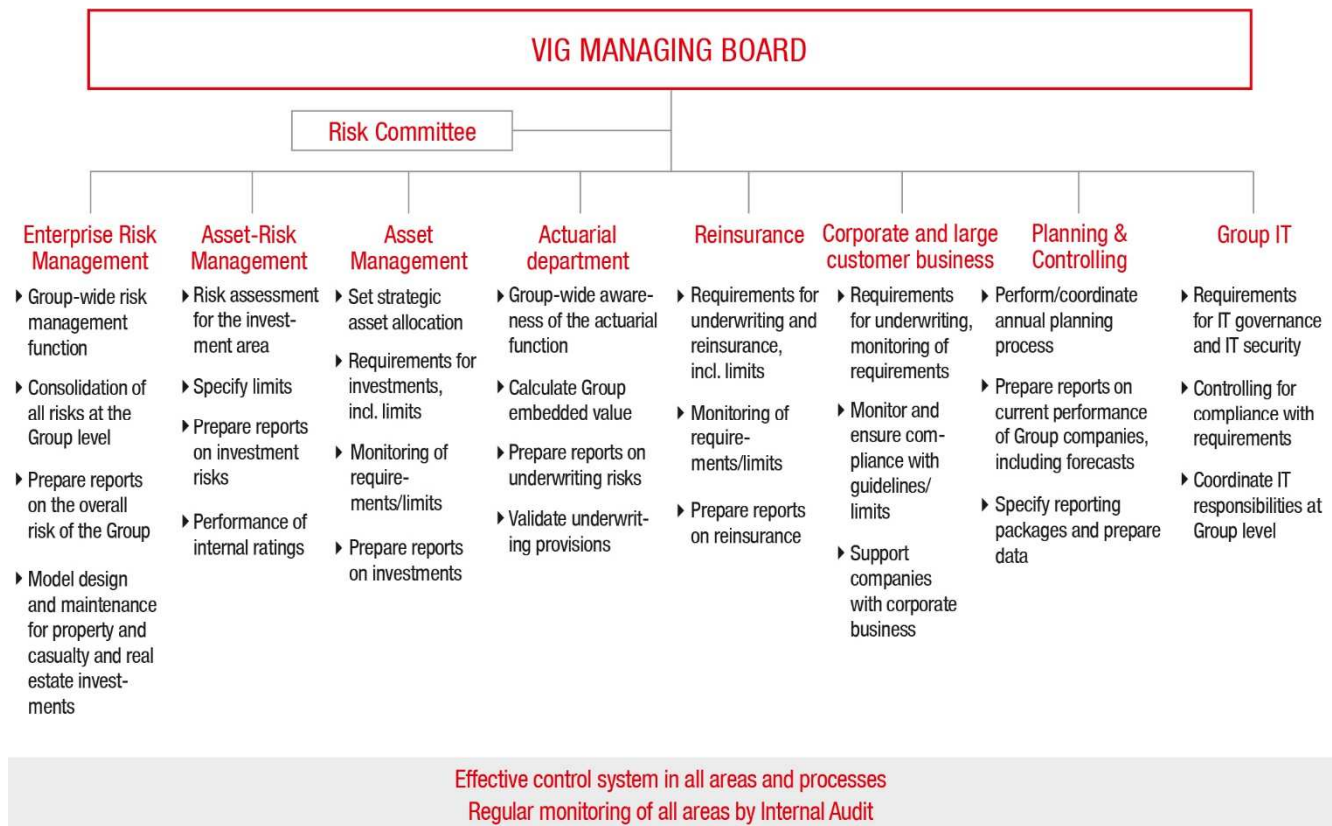 VIG MANAGING BOARD
Risk Committee
Enterprise Risk
Management
▸ Group-wide risk
management
function
▸ Consolidation of
all risks at the
Group level
▸ Prepare reports
on the overall
risk of the Group
▸ Model design
and maintenance
for property and
casualty and real
estate invest-
ments
Asset-Risk
Management
▸ Risk assessment
for the invest-
ment area
▸ Specify limits
▸ Prepare reports
on investment
risks
▸ Performance of
internal ratings
Asset
Management
▸ Set strategic
asset allocation
▸ Requirements for
investments,
incl. limits
▸ Monitoring of
require-
ments/limits
▸ Prepare reports
on investments
Actuarial
department
▸ Group-wide aware-
ness of the actuarial
function
▸ Calculate Group
embedded value
▸ Prepare reports on
underwriting risks
▸ Validate underwrit-
ing provisions
Reinsurance
▸ Requirements for
underwriting and
reinsurance,
incl. limits
▸ Monitoring of
require-
ments/limits
▸ Prepare reports
on reinsurance
Corporate and large
customer business
▸ Requirements
for underwriting,
monitoring of
requirements
▸ Monitor and
ensure com-
pliance with
guidelines/
limits
▸ Support
companies
with corporate
business
Planning &
Controlling
▸ Perform/coordinate
annual planning
process
▸ Prepare reports on
current performance
of Group companies,
including forecasts
▸ Specify reporting
packages and prepare
data
Group IT
▸ Requirements
for IT governance
and IT security
▸ Controlling for
compliance with
requirements
▸ Coordinate IT
responsibilities at
Group level
Effective control system in all areas and processes
Regular monitoring of all areas by Internal Audit